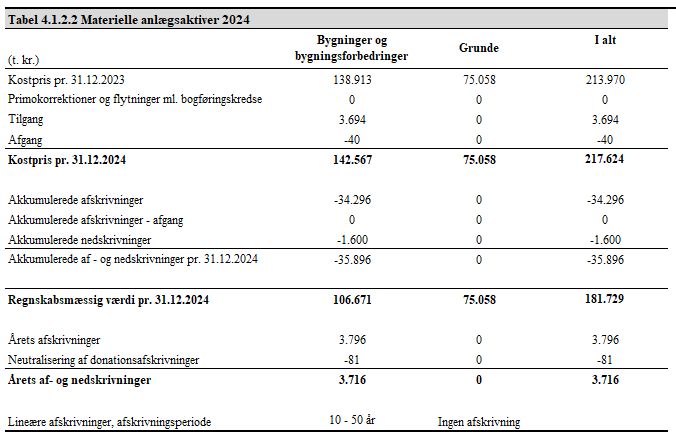 Tabel 4.1.2.2 Materielle anlægsaktiver 2024
(t. kr.) Bygninger og bygningsforbedringer Grunde I alt
Kostpris pr. 31.12.2023 138.913 75.058 213.970
Primokorrektioner og flytninger ml. bogføringskredse 0 0 0
Tilgang 3.694 0 3.694
Afgang -40 0 -40
Kostpris pr. 31.12.2024 142.567 75.058 217.624
Akkumulerede afskrivninger -34.296 0 -34.296
Akkumulerede afskrivninger - afgang 0 0 0
Akkumulerede nedskrivninger -1.600 0 -1.600
Akkumulerede af - og nedskrivninger pr. 31.12.2024 -35.896 0 -35.896
Regnskabsmæssig værdi pr. 31.12.2024 106.671 75.058 181.729
Årets afskrivninger 3.796 0 3.796
Neutralisering af donationsafskrivninger -81 0 -81
Årets af- og nedskrivninger 3.716 0 3.716
Lineære afskrivninger, afskrivningsperiode 10 - 50 år Ingen afskrivning